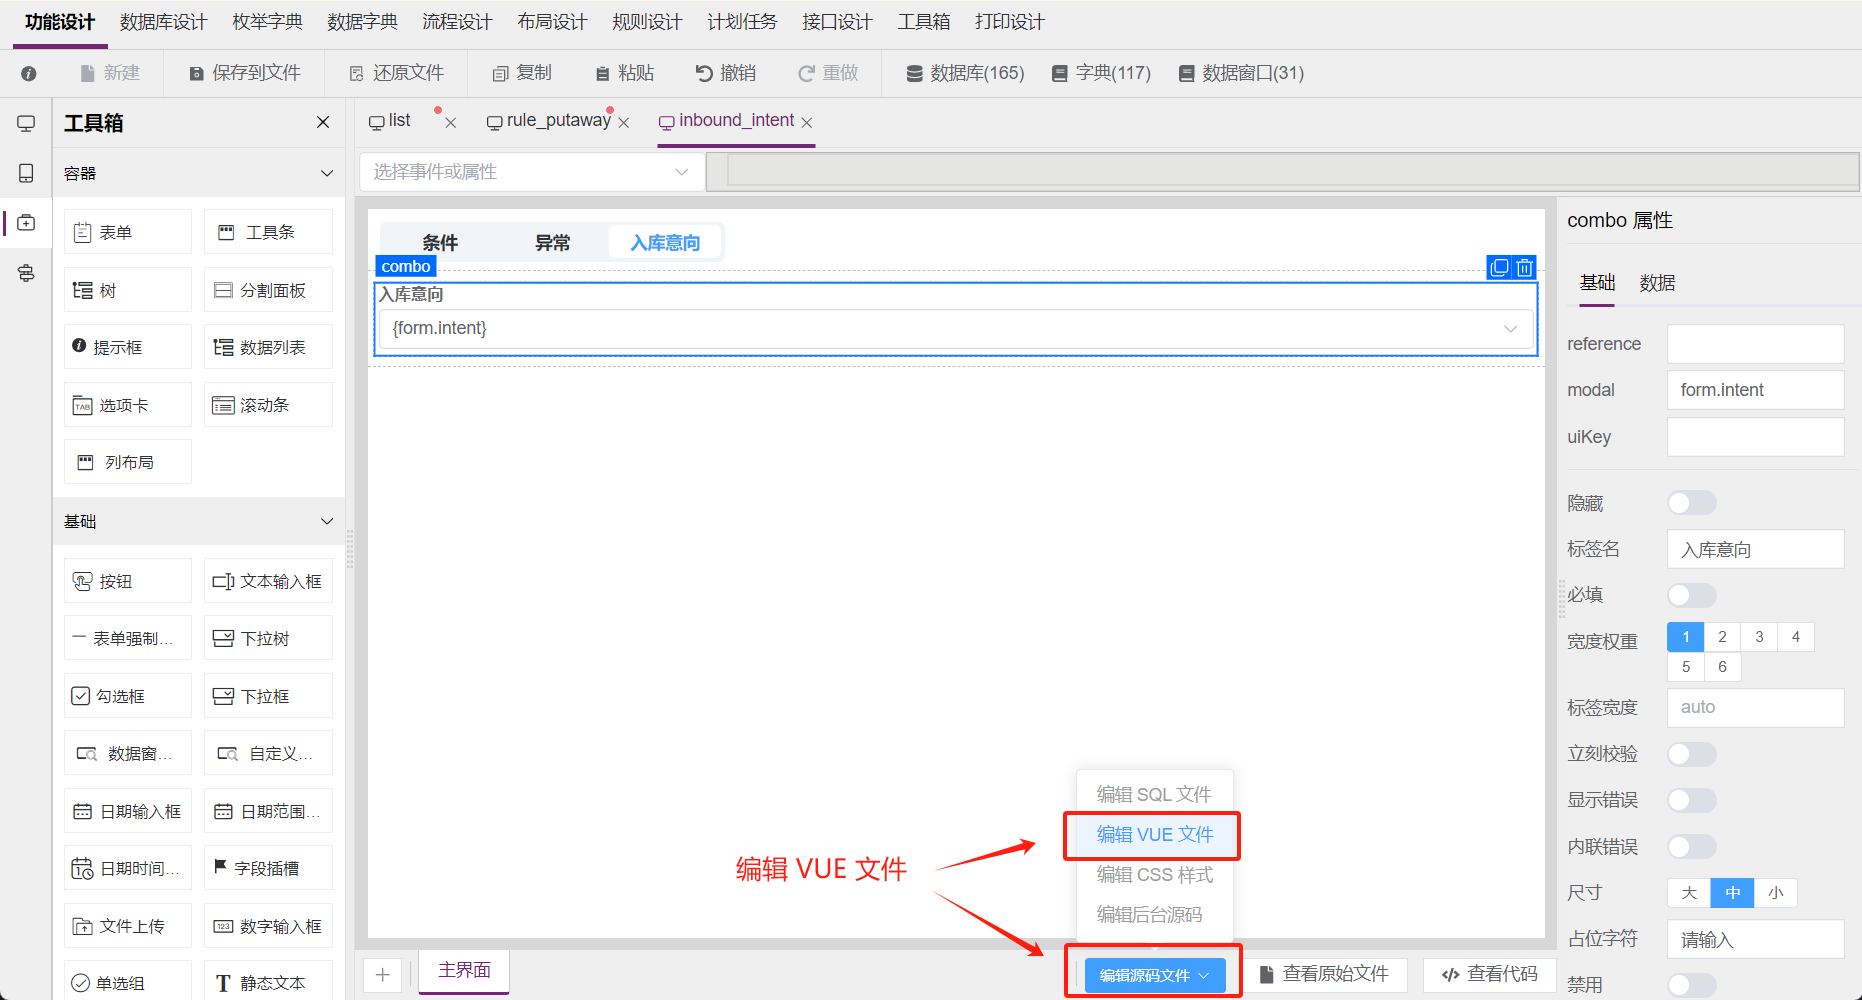 功能设计 数据库设计 枚举字典 数据字典 流程设计 布局设计 规则设计 计划任务 接口设计 工具箱 打印设计
新建 保存到文件 还原文件 复制 粘贴 撤销 重做 数据库(165) 字典(117) 数据窗口(31)
工具箱
list rule_putaway inbound_intent
容器
选择事件或属性
表单 工具条
树 分割面板
提示框 数据列表
选项卡 滚动条
列布局
基础
按钮 文本输入框
表单强制... 下拉树
勾选框 下拉框
数据窗... 自定义...
日期输入框 日期范围...
日期时间... 字段插槽
文件上传 数字输入框
单选组 静态文本
条件 异常 入库意向
combo
入库意向
{form.intent}
编辑 VUE 文件
编辑 SQL 文件
编辑 VUE 文件
编辑 CSS 样式
编辑后台源码
主界面 编辑源码文件 查看原始文件 查看代码
combo 属性
基础 数据
reference
modal form.intent
uiKey
隐藏
标签名 入库意向
必填
宽度权重 1 2 3 4
5 6
标签宽度 auto
立刻校验
显示错误
内联错误
尺寸 大 中 小
占位字符 请输入
禁用